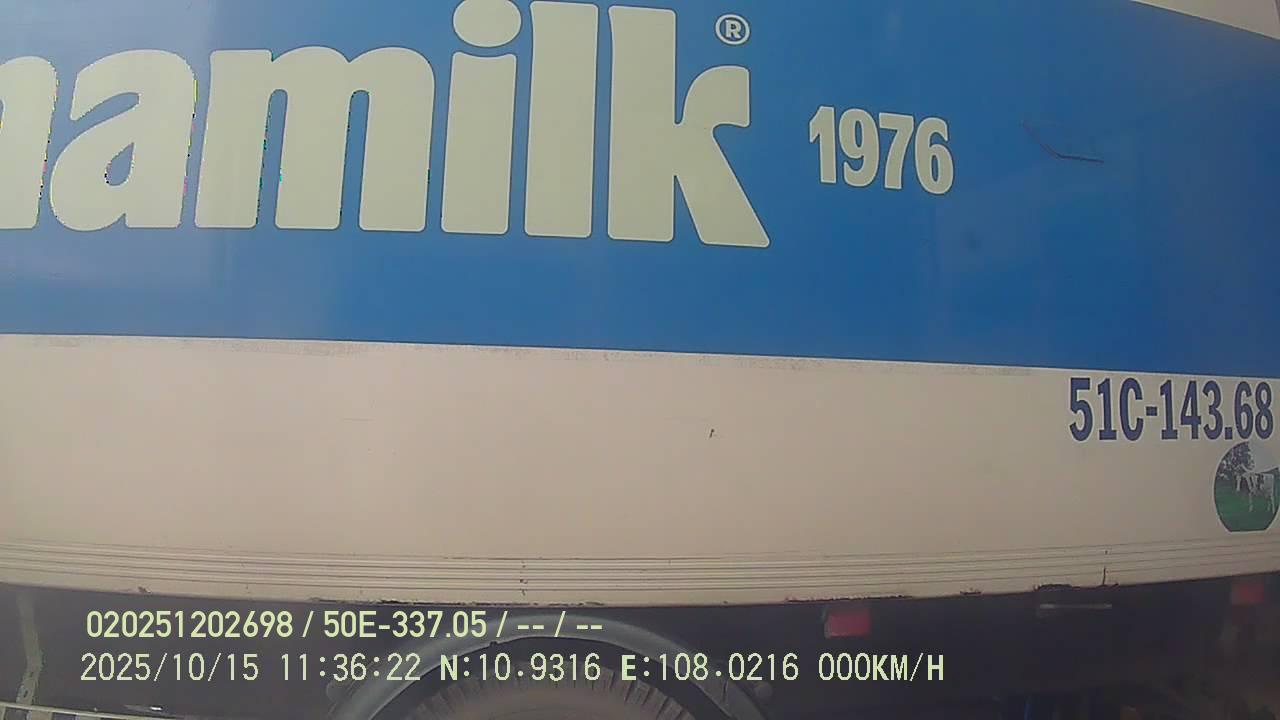 namilk®
1976
51C-143.68
020251202698 / 50E-337.05 / -- / --
2025/10/15 11:36:22 N:10.9316 E:108.0216 000KM/H